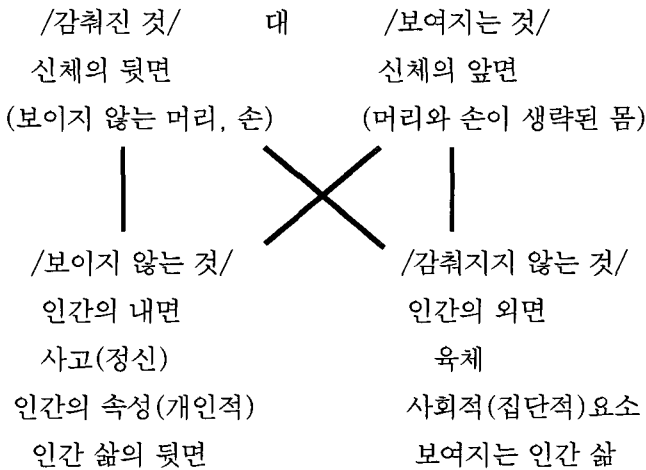 /감춰진 것/ 대 /보여지는 것/
신체의 뒷면 신체의 앞면
(보이지 않는 머리, 손) (머리와 손이 생략된 몸)
/보이지 않는 것/ /감춰지지 않는 것/
인간의 내면 인간의 외면
사고(정신) 육체
인간의 속성(개인적) 사회적(집단적)요소
인간 삶의 뒷면 보여지는 인간 삶